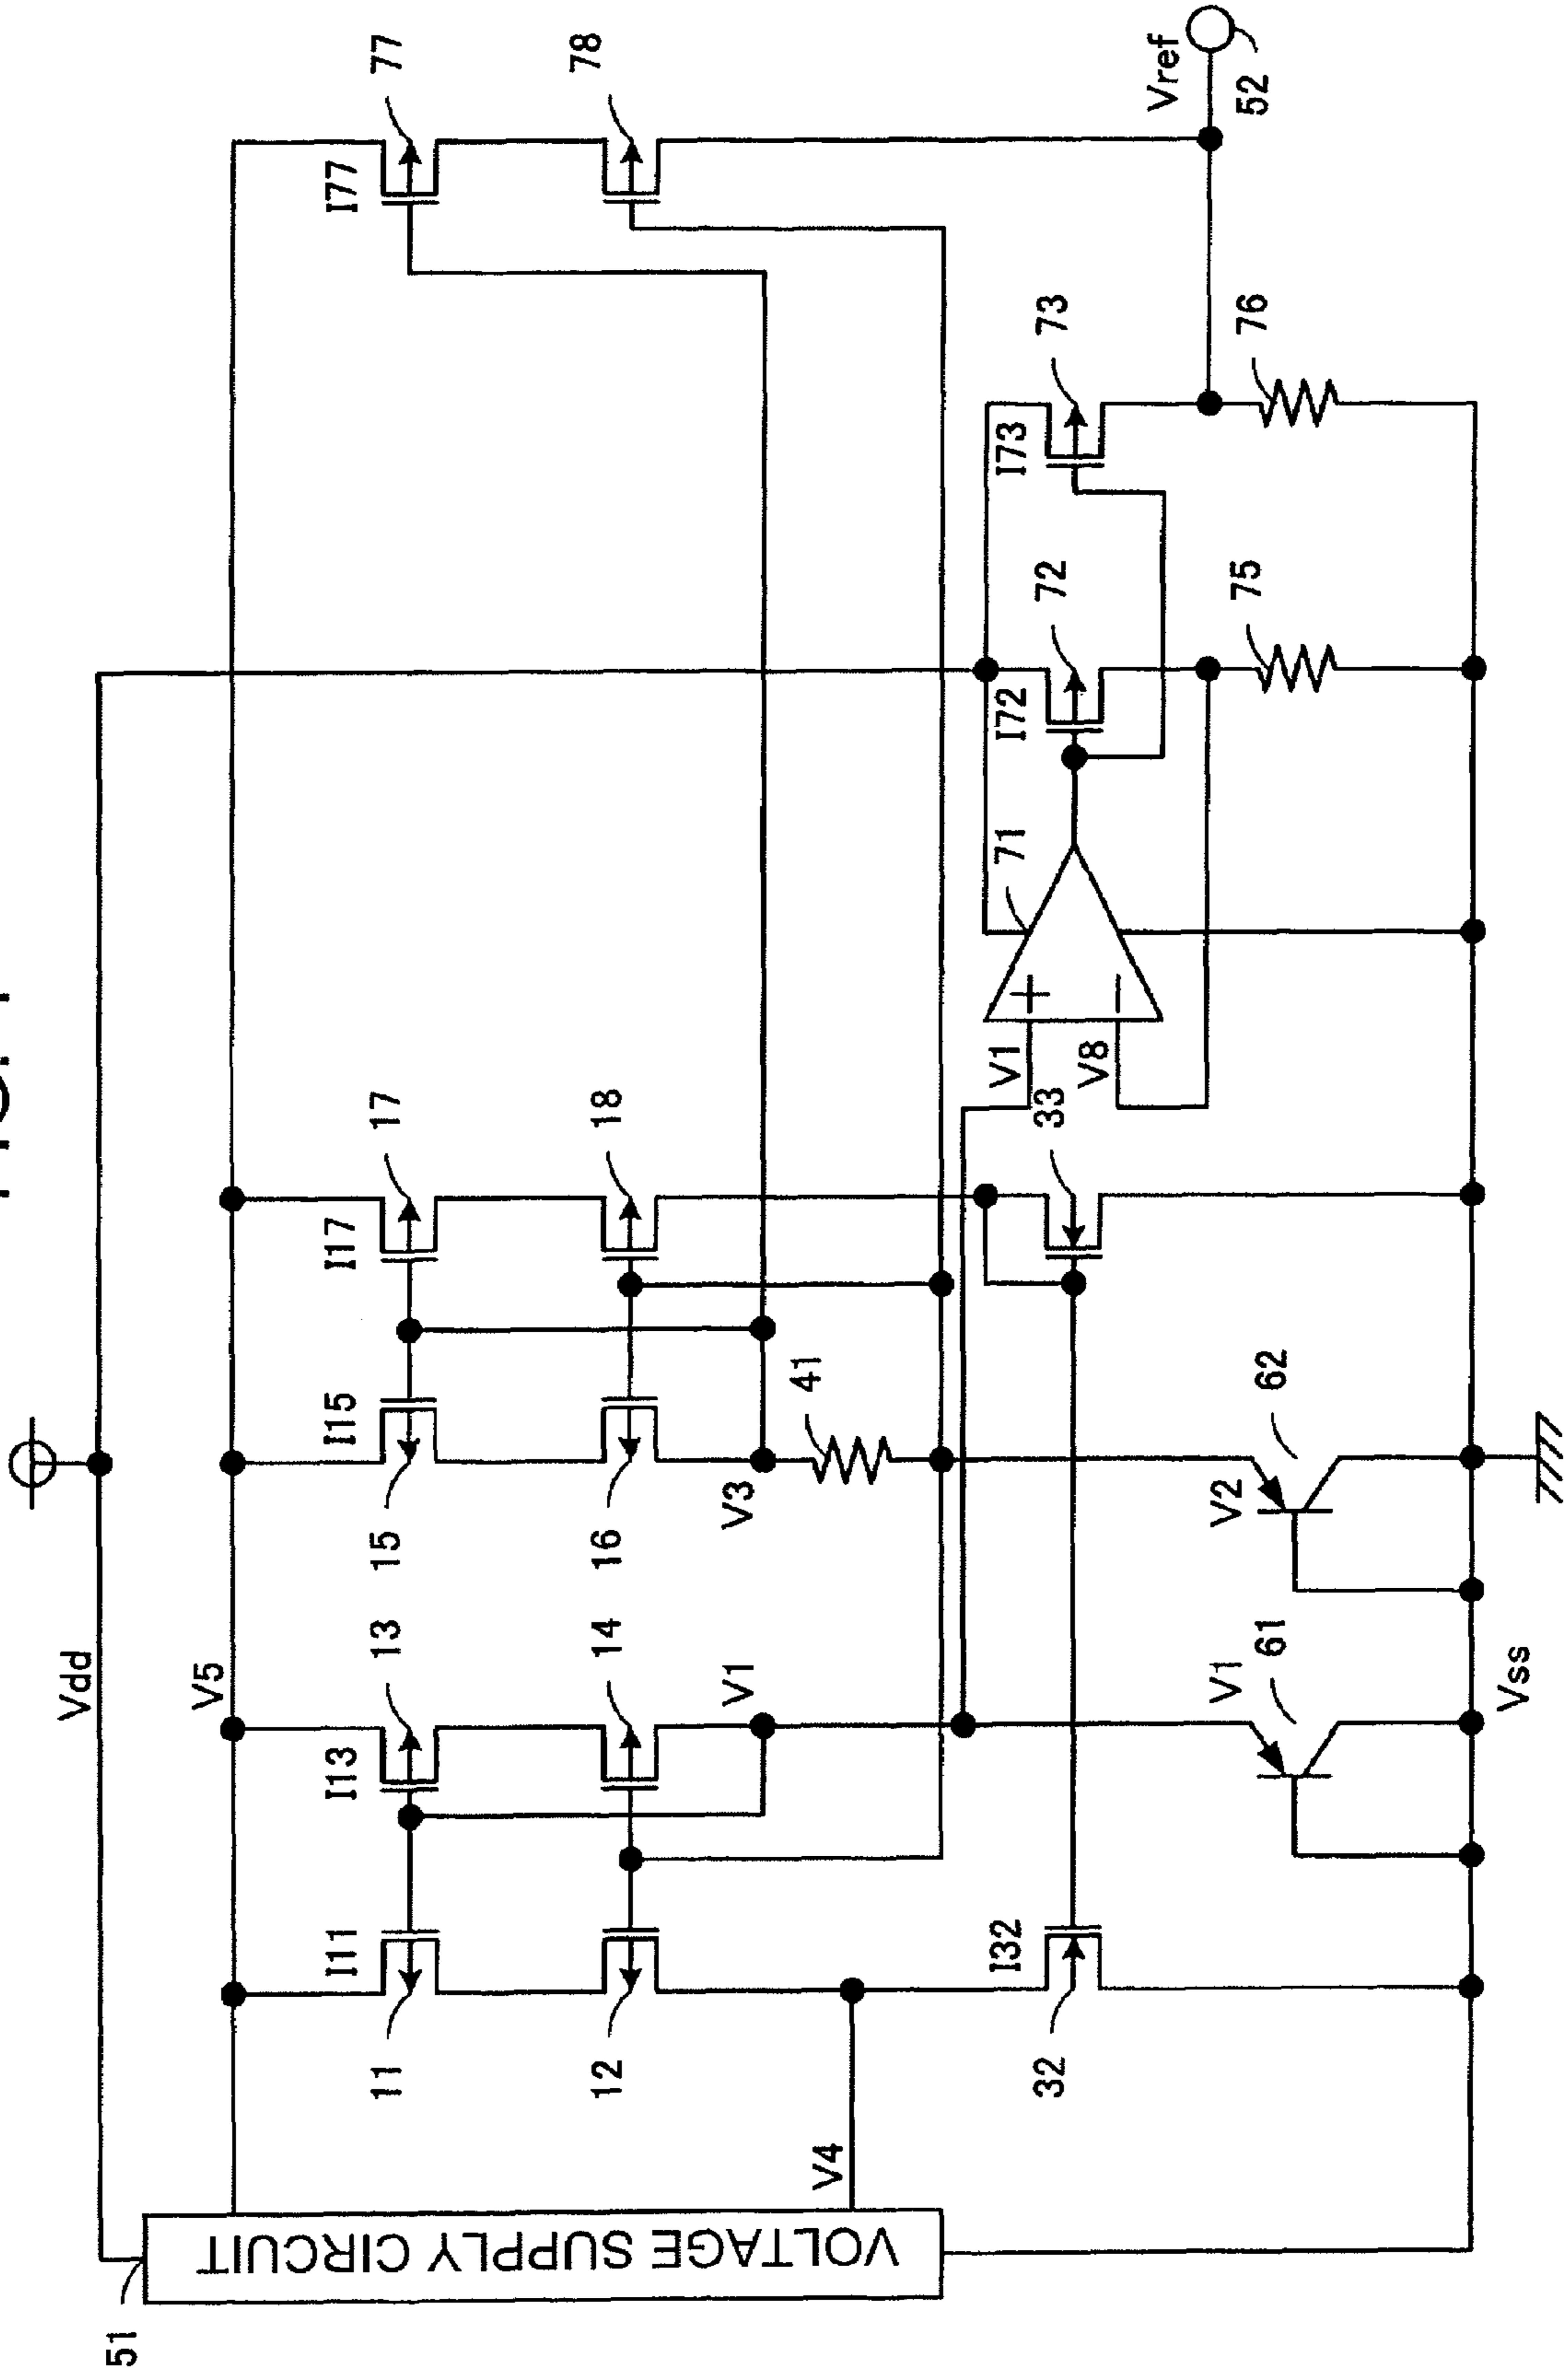 51
VOLTAGE SUPPLY CIRCUIT
Vdd
V5
V4
11
I11
12
32
I32
13
I13
14
V1
V1
61
Vss
15
I15
16
V3
41
V2
62
17
I17
18
33
V1
V8
71
I72
72
75
I73
73
76
I77
77
78
Vref
52